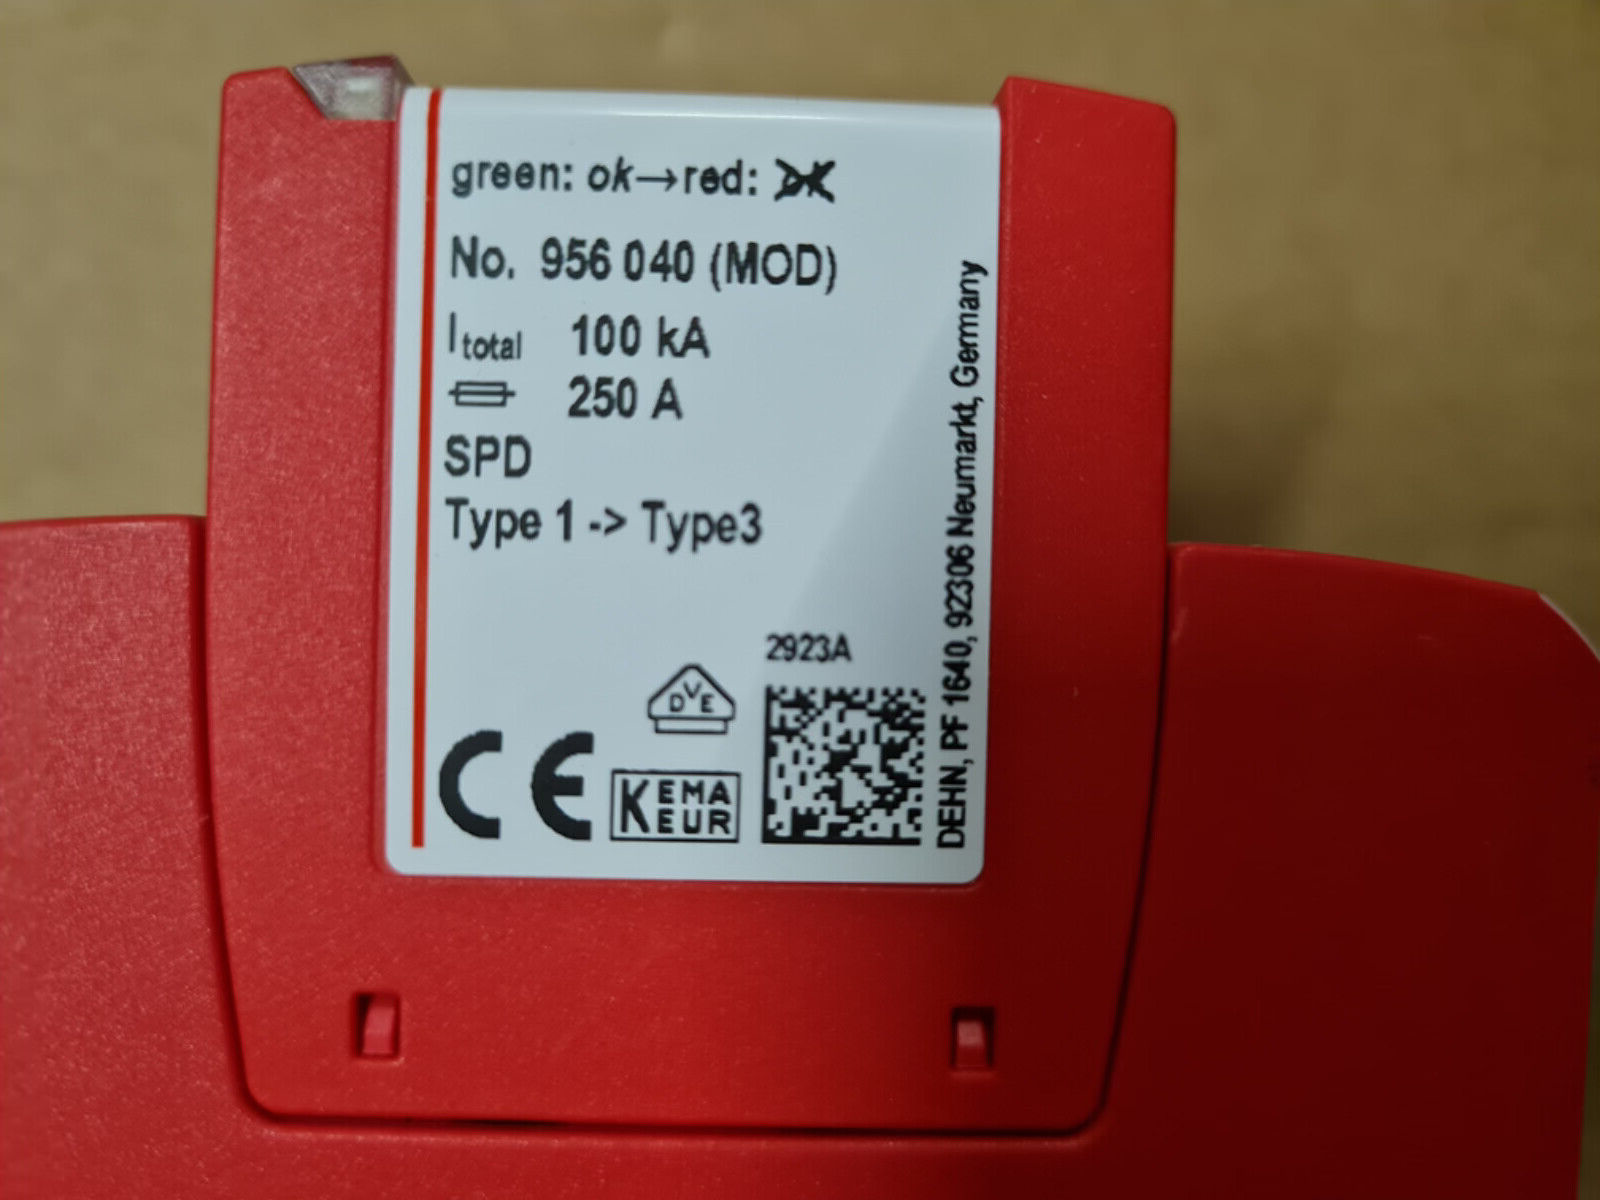 green: ok→red: ok
No. 956 040 (MOD)
Itotal 100 kA
250 A
SPD
Type 1 -> Type3
2923A
DVE
CE
KEMA
KEUR
DEHN, PF 1640, 92306 Neumarkt, Germany